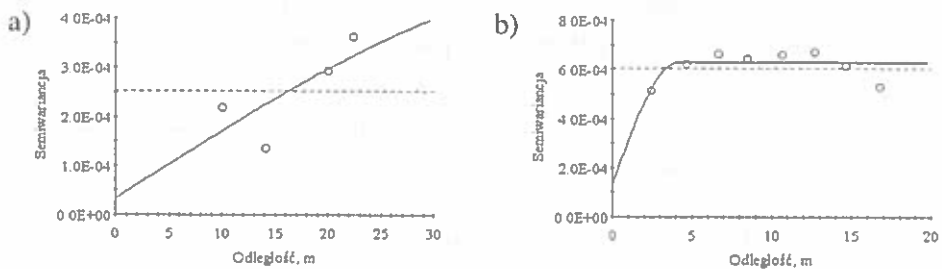 a)
4 0E-04
3.0E-04
2.0E-04
1.0E-04
0 0E+00
Semiwariancja
0 5 10 15 20 25 30
Odległość, m
b)
8 0E-04
6.0E-04
4.0E-04
2.0E-04
0 0E+00
Semiwariancja
0 5 10 15 20
Odległość, m